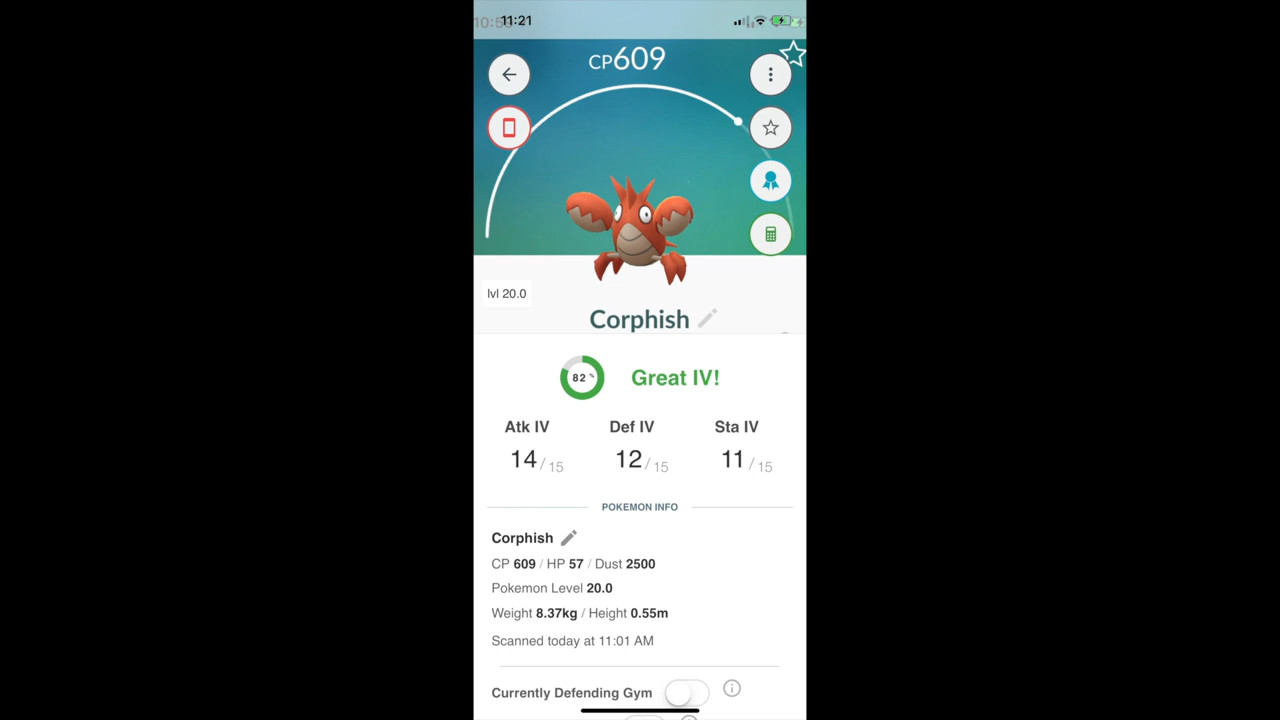 11:21
CP609
lvl 20.0
Corphish
82 % Great IV!
Atk IV Def IV Sta IV
14 / 15 12 / 15 11 / 15
POKEMON INFO
Corphish
CP 609 / HP 57 / Dust 2500
Pokemon Level 20.0
Weight 8.37kg / Height 0.55m
Scanned today at 11:01 AM
Currently Defending Gym